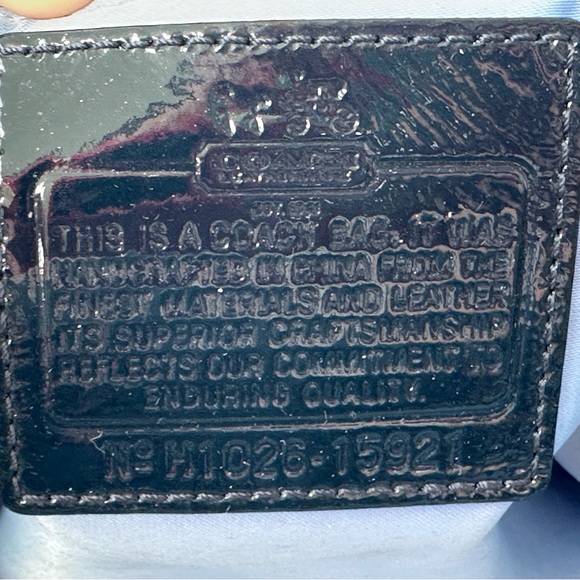 COACH
THIS IS A COACH BAG. IT WAS
HANDCRAFTED IN CHINA FROM THE
FINEST MATERIALS AND LEATHER
ITS SUPERIOR CRAFTSMANSHIP
REFLECTS OUR COMMITMENT TO
ENDURING QUALITY.
Nº H1026-15921